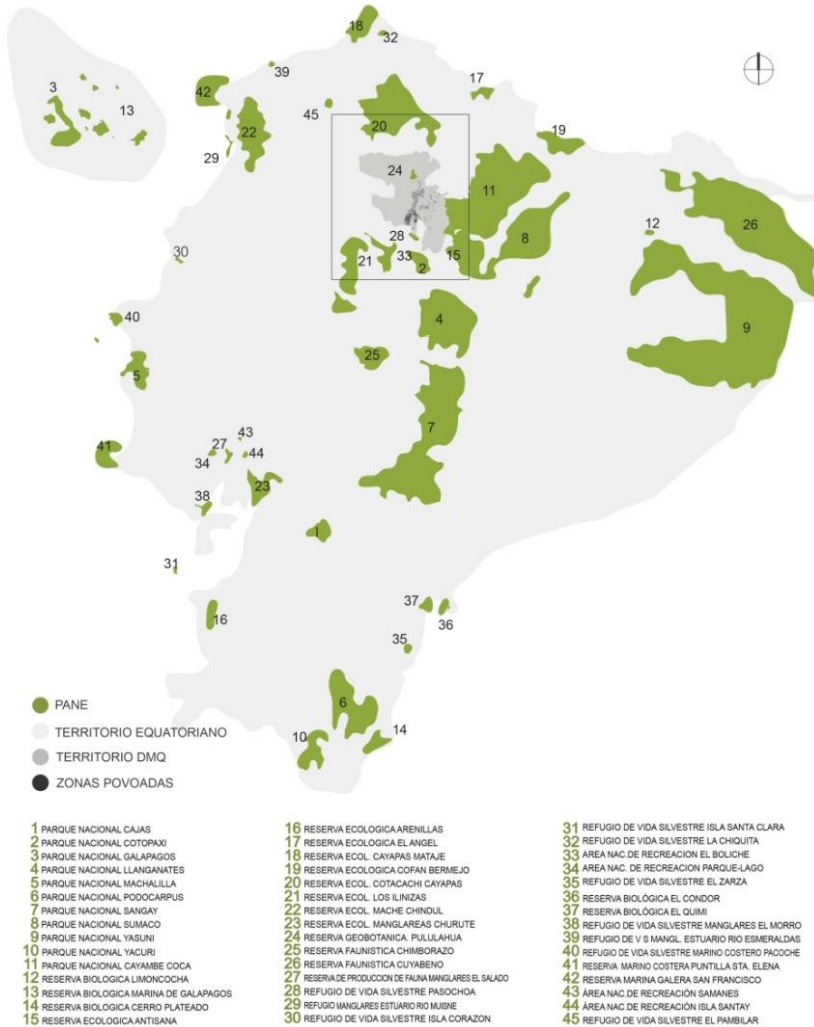 18
32
39
17
3
42
45
13
20
22
19
29
24
11
26
12
28
8
30
21
33
15
2
40
4
9
25
5
7
43
27
41
44
34
23
38
1
31
37
16
36
35
6
14
10
PANE
TERRITORIO EQUATORIANO
TERRITORIO DMQ
ZONAS POVOADAS
1 PARQUE NACIONAL CAJAS
2 PARQUE NACIONAL COTOPAXI
3 PARQUE NACIONAL GALAPAGOS
4 PARQUE NACIONAL LLANGANATES
5 PARQUE NACIONAL MACHALILLA
6 PARQUE NACIONAL PODOCARPUS
7 PARQUE NACIONAL SANGAY
8 PARQUE NACIONAL SUMACO
9 PARQUE NACIONAL YASUNI
10 PARQUE NACIONAL YACURI
11 PARQUE NACIONAL CAYAMBE COCA
12 RESERVA BIOLOGICA LIMONCOCHA
13 RESERVA BIOLOGICA MARINA DE GALAPAGOS
14 RESERVA BIOLOGICA CERRO PLATEADO
15 RESERVA ECOLOGICA ANTISANA
16 RESERVA ECOLOGICA ARENILLAS
17 RESERVA ECOLOGICA EL ANGEL
18 RESERVA ECOL. CAYAPAS MATAJE
19 RESERVA ECOLOGICA COFAN BERMEJO
20 RESERVA ECOL. COTACACHI CAYAPAS
21 RESERVA ECOL. LOS ILINIZAS
22 RESERVA ECOL. MACHE CHINDUL
23 RESERVA ECOL. MANGLAREAS CHURUTE
24 RESERVA GEOBOTANICA. PULULAHUA
25 RESERVA FAUNISTICA CHIMBORAZO
26 RESERVA FAUNISTICA CUYABENO
27 RESERVA DE PRODUCCION DE FAUNA MANGLARES EL SALADO
28 REFUGIO DE VIDA SILVESTRE PASOCHOA
29 REFUGIO MANGLARES ESTUARIO RIO MUISNE
30 REFUGIO DE VIDA SILVESTRE ISLA CORAZON
31 REFUGIO DE VIDA SILVESTRE ISLA SANTA CLARA
32 REFUGIO DE VIDA SILVESTRE LA CHIQUITA
33 AREA NAC.DE RECREACION EL BOLICHE
34 AREA NAC. DE RECREACION PARQUE-LAGO
35 REFUGIO DE VIDA SILVESTRE EL ZARZA
36 RESERVA BIOLÓGICA EL CONDOR
37 RESERVA BIOLÓGICA EL QUIMI
38 REFUGIO DE VIDA SILVESTRE MANGLARES EL MORRO
39 REFUGIO DE V S MANGL. ESTUARIO RIO ESMERALDAS
40 REFUGIO DE VIDA SILVESTRE MARINO COSTERO PACOCHE
41 RESERVA MARINO COSTERA PUNTILLA STA. ELENA
42 RESERVA MARINA GALERA SAN FRANCISCO
43 ÁREA NAC.DE RECREACIÓN SAMANES
44 ÁREA NAC.DE RECREACIÓN ISLA SANTAY
45 REFUGIO DE VIDA SILVESTRE EL PAMBILAR